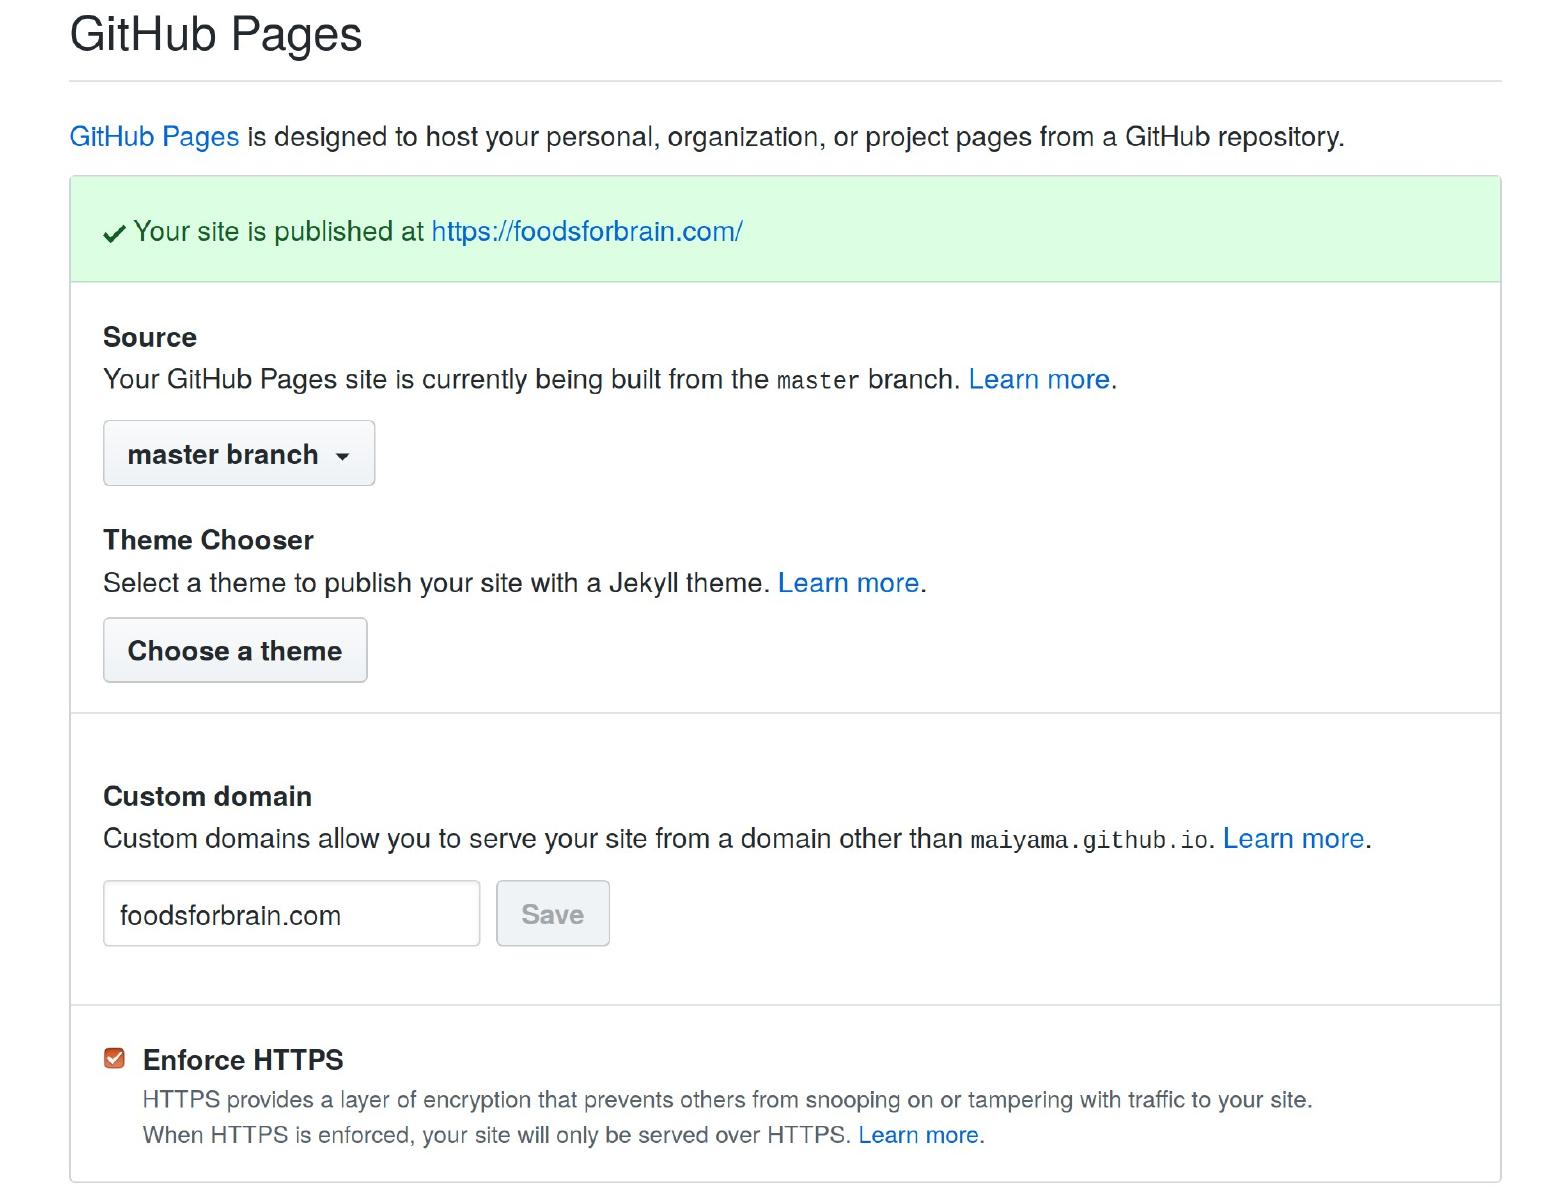 GitHub Pages
GitHub Pages is designed to host your personal, organization, or project pages from a GitHub repository.
Your site is published at https://foodsforbrain.com/
Source
Your GitHub Pages site is currently being built from the master branch. Learn more.
master branch
Theme Chooser
Select a theme to publish your site with a Jekyll theme. Learn more.
Choose a theme
Custom domain
Custom domains allow you to serve your site from a domain other than maiyama.github.io. Learn more.
foodsforbrain.com Save
Enforce HTTPS
HTTPS provides a layer of encryption that prevents others from snooping on or tampering with traffic to your site.
When HTTPS is enforced, your site will only be served over HTTPS. Learn more.